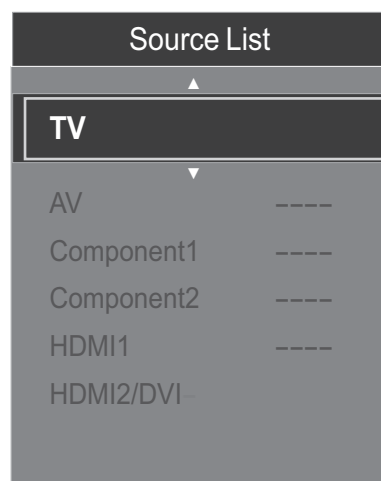 Source List
▲
TV
▼
AV ----
Component1 ----
Component2 ----
HDMI1 ----
HDMI2/DVI-